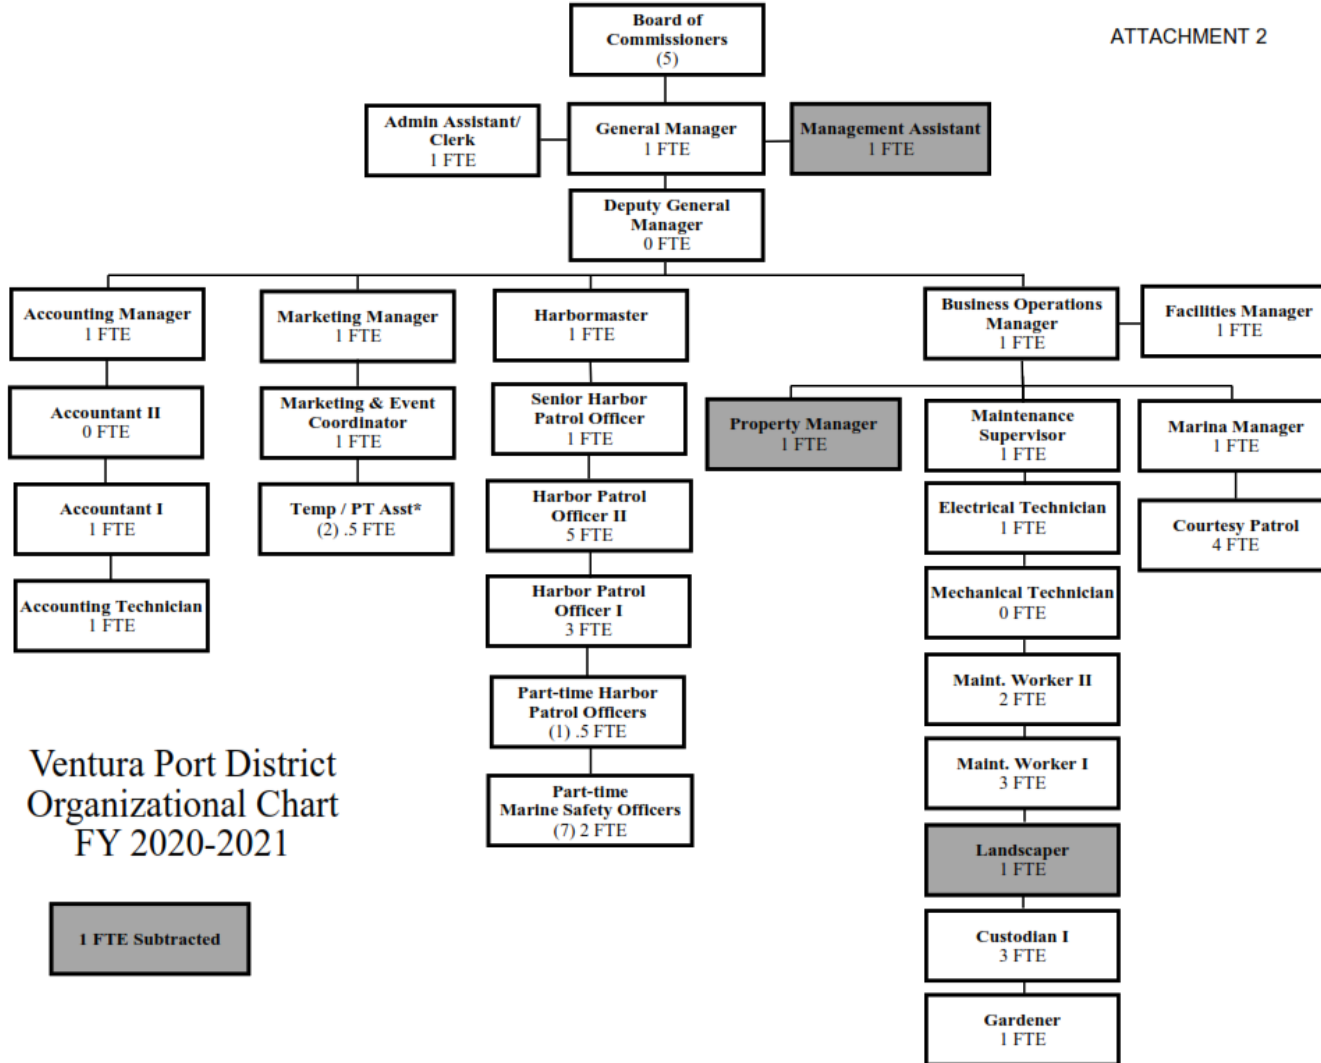 Board of
Commissioners
(5)
ATTACHMENT 2
Admin Assistant/
Clerk
1 FTE
General Manager
1 FTE
Management Assistant
1 FTE
Deputy General
Manager
0 FTE
Accounting Manager
1 FTE
Marketing Manager
1 FTE
Harbormaster
1 FTE
Business Operations
Manager
1 FTE
Facilities Manager
1 FTE
Accountant II
0 FTE
Marketing & Event
Coordinator
1 FTE
Senior Harbor
Patrol Officer
1 FTE
Property Manager
1 FTE
Maintenance
Supervisor
1 FTE
Marina Manager
1 FTE
Accountant I
1 FTE
Temp / PT Asst*
(2) .5 FTE
Harbor Patrol
Officer II
5 FTE
Electrical Technician
1 FTE
Courtesy Patrol
4 FTE
Accounting Technician
1 FTE
Harbor Patrol
Officer I
3 FTE
Mechanical Technician
0 FTE
Part-time Harbor
Patrol Officers
(1) .5 FTE
Maint. Worker II
2 FTE
Part-time
Marine Safety Officers
(7) 2 FTE
Maint. Worker I
3 FTE
Landscaper
1 FTE
Custodian I
3 FTE
Gardener
1 FTE
Ventura Port District
Organizational Chart
FY 2020-2021
1 FTE Subtracted